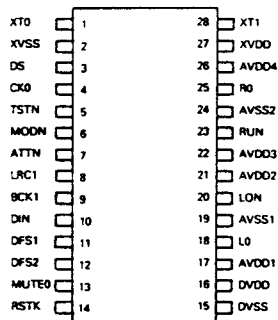 XT0 1 28 XT1
XVSS 2 27 XVDD
DS 3 26 AVDD4
CK0 4 25 R0
TSTN 5 24 AVSS2
MODN 6 23 RUN
ATTN 7 22 AVDD3
LRC1 8 21 AVDD2
BCK1 9 20 LON
DIN 10 19 AVSS1
DFS1 11 18 L0
DFS2 12 17 AVDD1
MUTE0 13 16 DVDD
RSTK 14 15 DVSS